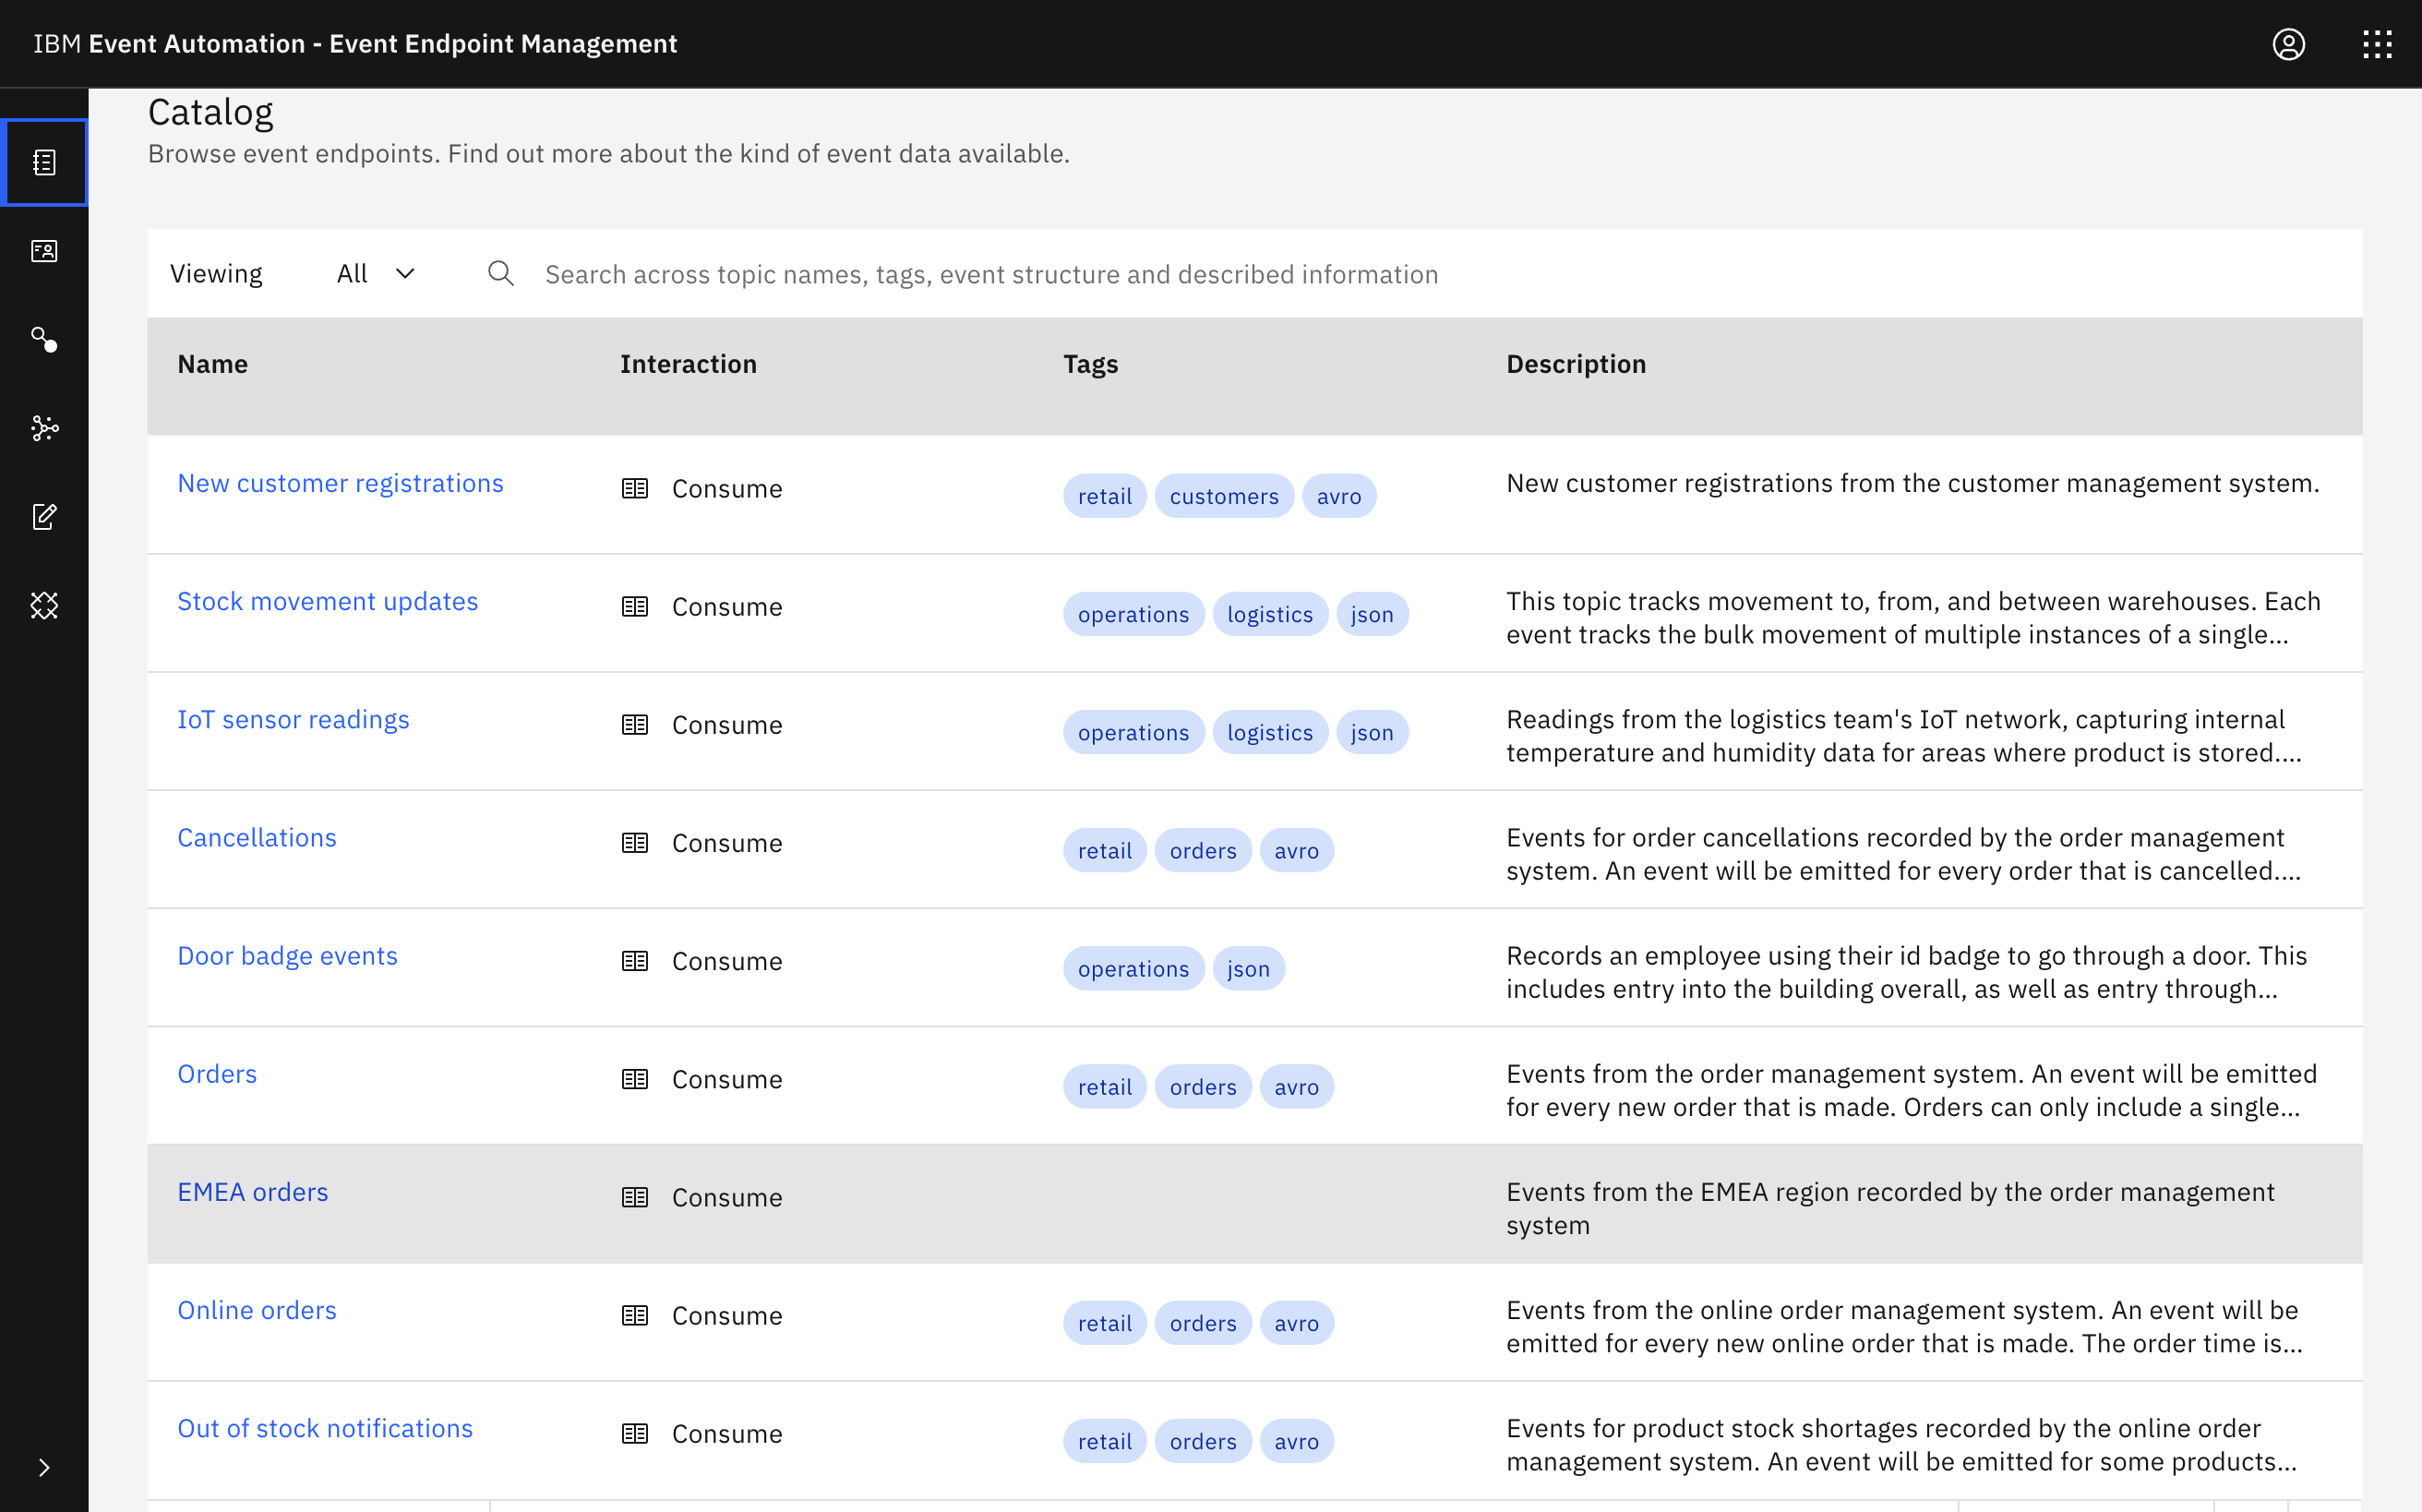 IBM Event Automation - Event Endpoint Management
Catalog
Browse event endpoints. Find out more about the kind of event data available.
Viewing All Search across topic names, tags, event structure and described information
Name Interaction Tags Description
New customer registrations Consume retail customers avro New customer registrations from the customer management system.
Stock movement updates Consume operations logistics json This topic tracks movement to, from, and between warehouses. Each
event tracks the bulk movement of multiple instances of a single...
IoT sensor readings Consume operations logistics json Readings from the logistics team's IoT network, capturing internal
temperature and humidity data for areas where product is stored....
Cancellations Consume retail orders avro Events for order cancellations recorded by the order management
system. An event will be emitted for every order that is cancelled....
Door badge events Consume operations json Records an employee using their id badge to go through a door. This
includes entry into the building overall, as well as entry through...
Orders Consume retail orders avro Events from the order management system. An event will be emitted
for every new order that is made. Orders can only include a single...
EMEA orders Consume Events from the EMEA region recorded by the order management
system
Online orders Consume retail orders avro Events from the online order management system. An event will be
emitted for every new online order that is made. The order time is...
Out of stock notifications Consume retail orders avro Events for product stock shortages recorded by the online order
management system. An event will be emitted for some products...